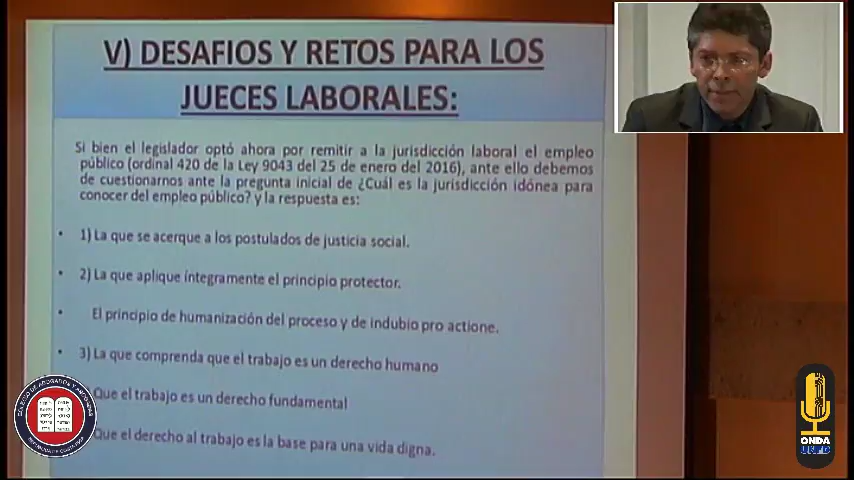 V) DESAFIOS Y RETOS PARA LOS
JUECES LABORALES:
Si bien el legislador optó ahora por remitir a la jurisdicción laboral el empleo
público (ordinal 420 de la Ley 9043 del 25 de enero del 2016), ante ello debemos
de cuestionarnos ante la pregunta inicial de ¿Cuál es la jurisdicción idónea para
conocer del empleo público? y la respuesta es:
• 1) La que se acerque a los postulados de justicia social.
• 2) La que aplique íntegramente el principio protector.
• El principio de humanización del proceso y de indubio pro actione.
• 3) La que comprenda que el trabajo es un derecho humano
Que el trabajo es un derecho fundamental
Que el derecho al trabajo es la base para una vida digna.
ONDA